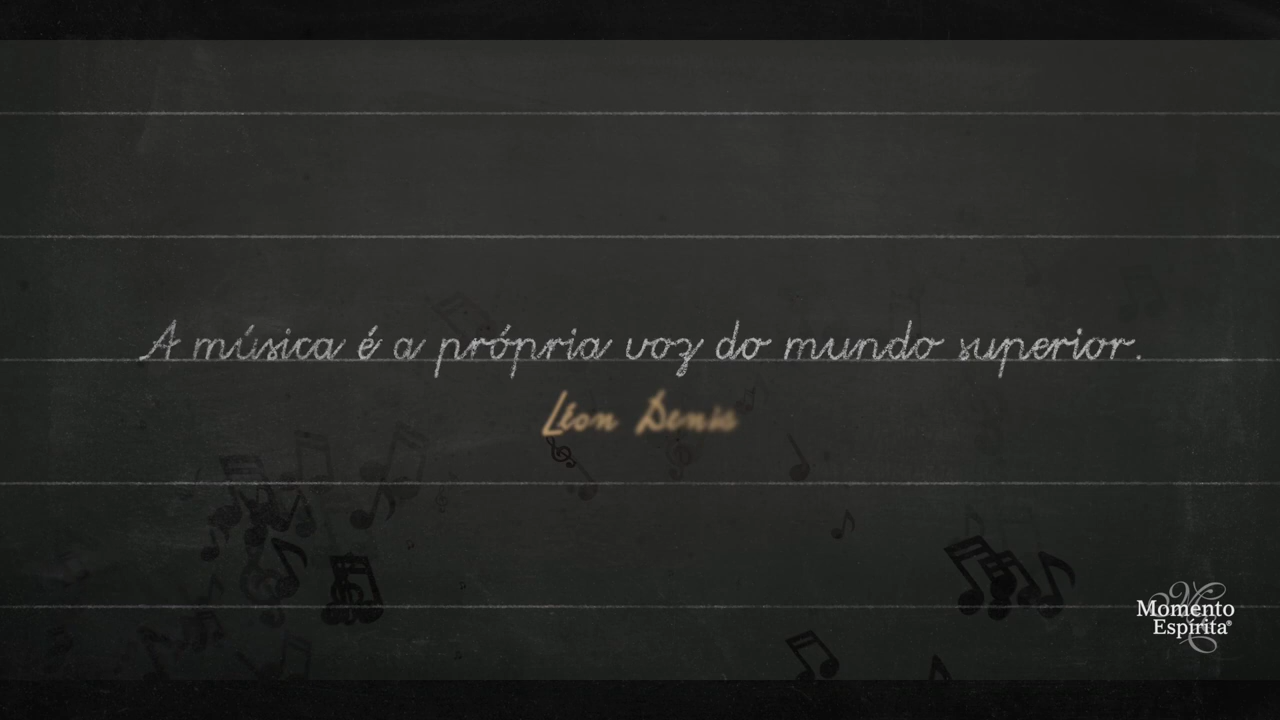 A música é a própria voz do mundo superior.
Léon Denis
Momento
Espírita®